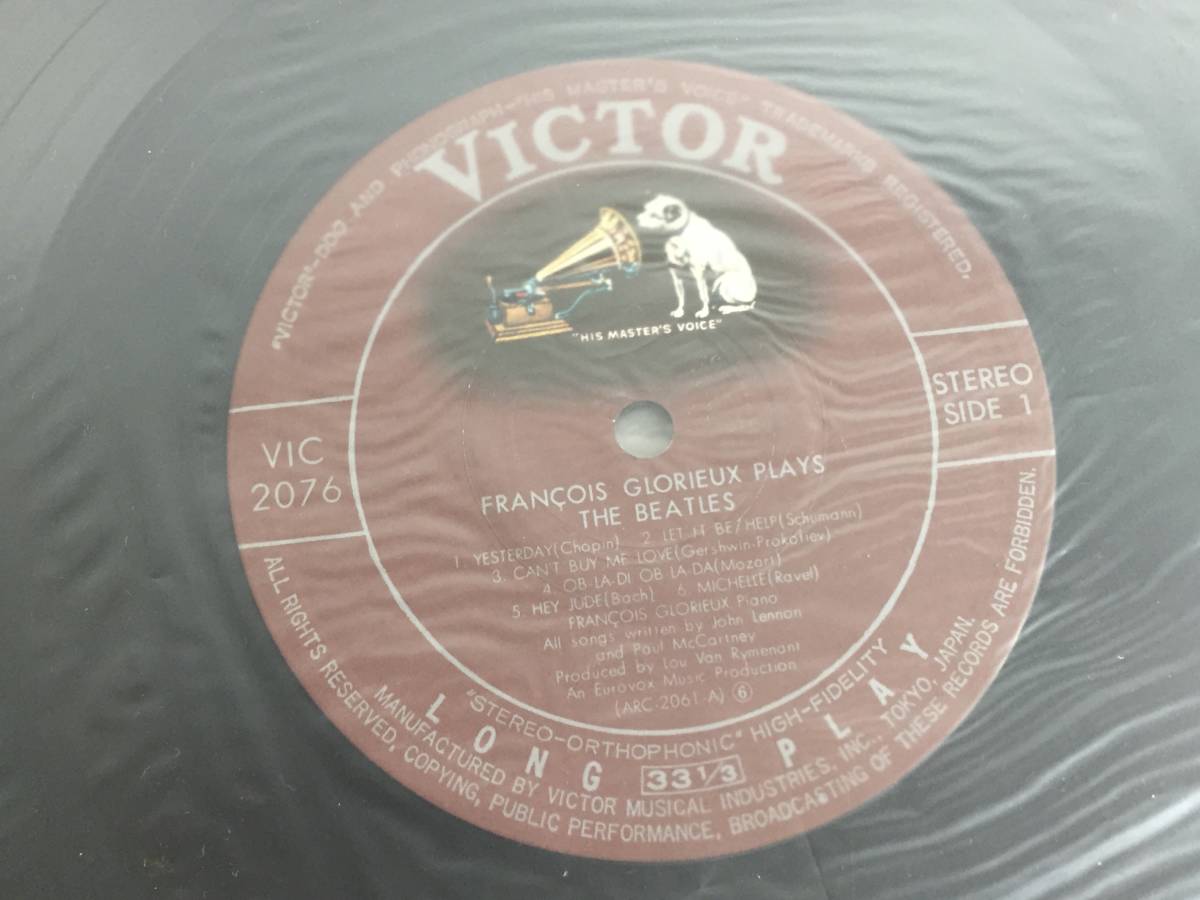 "VICTOR"-DOG AND PHONOGRAPH-"HIS MASTER'S VOICE" TRADEMARKS REGISTERED.
VICTOR
"HIS MASTER'S VOICE"
STEREO
SIDE 1
VIC
2076
FRANÇOIS GLORIEUX PLAYS
THE BEATLES
1. YESTERDAY(Chopin) 2. LET IT BE/HELP(Schumann)
3. CAN'T BUY ME LOVE(Gershwin-Prokofiev)
4. OB-LA-DI OB-LA-DA(Mozart)
5. HEY JUDE(Bach) 6. MICHELLE(Ravel)
FRANÇOIS GLORIEUX Piano
All songs written by John Lennon
and Paul McCartney
Produced by Lou Van Rymenant
An Eurovox Music Production
(ARC-2061-A) ⑥
"STEREO-ORTHOPHONIC" HIGH-FIDELITY
LONG 33 1/3 PLAY
MANUFACTURED BY VICTOR MUSICAL INDUSTRIES, INC., TOKYO, JAPAN.
ALL RIGHTS RESERVED, COPYING, PUBLIC PERFORMANCE, BROADCASTING OF THESE RECORDS ARE FORBIDDEN.